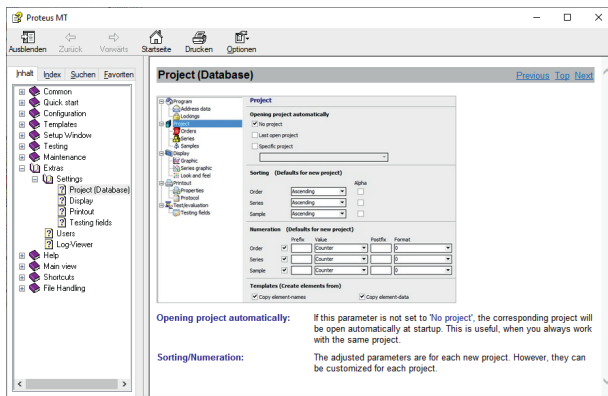 Proteus MT
Ausblenden Zurück Vorwärts Startseite Drucken Optionen
Inhalt Index Suchen Favoriten
Common
Quick start
Configuration
Templates
Setup Window
Testing
Maintenance
Extras
Settings
Project (Database)
Display
Printout
Testing fields
Users
Log-Viewer
Help
Main view
Shortcuts
File Handling
Project (Database)
Previous Top Next
Program
Address data
Lockings
Project
Orders
Series
Samples
Display
Graphic
Series graphic
Look and feel
Printout
Properties
Protocol
Test/evaluation
Testing fields
Project
Opening project automatically
No project
Last open project
Specific project
Sorting (Defaults for new project)
Alpha
Order Ascending
Series Ascending
Sample Ascending
Numeration (Defaults for new project)
Prefix Value Postfix Format
Order Counter 0
Series Counter 0
Sample Counter 0
Templates (Create elements from)
Copy element-names Copy element-data
Opening project automatically: If this parameter is not set to 'No project', the corresponding project will
be open automatically at startup. This is useful, when you always work
with the same project.
Sorting/Numeration: The adjusted parameters are for each new project. However, they can
be customized for each project.